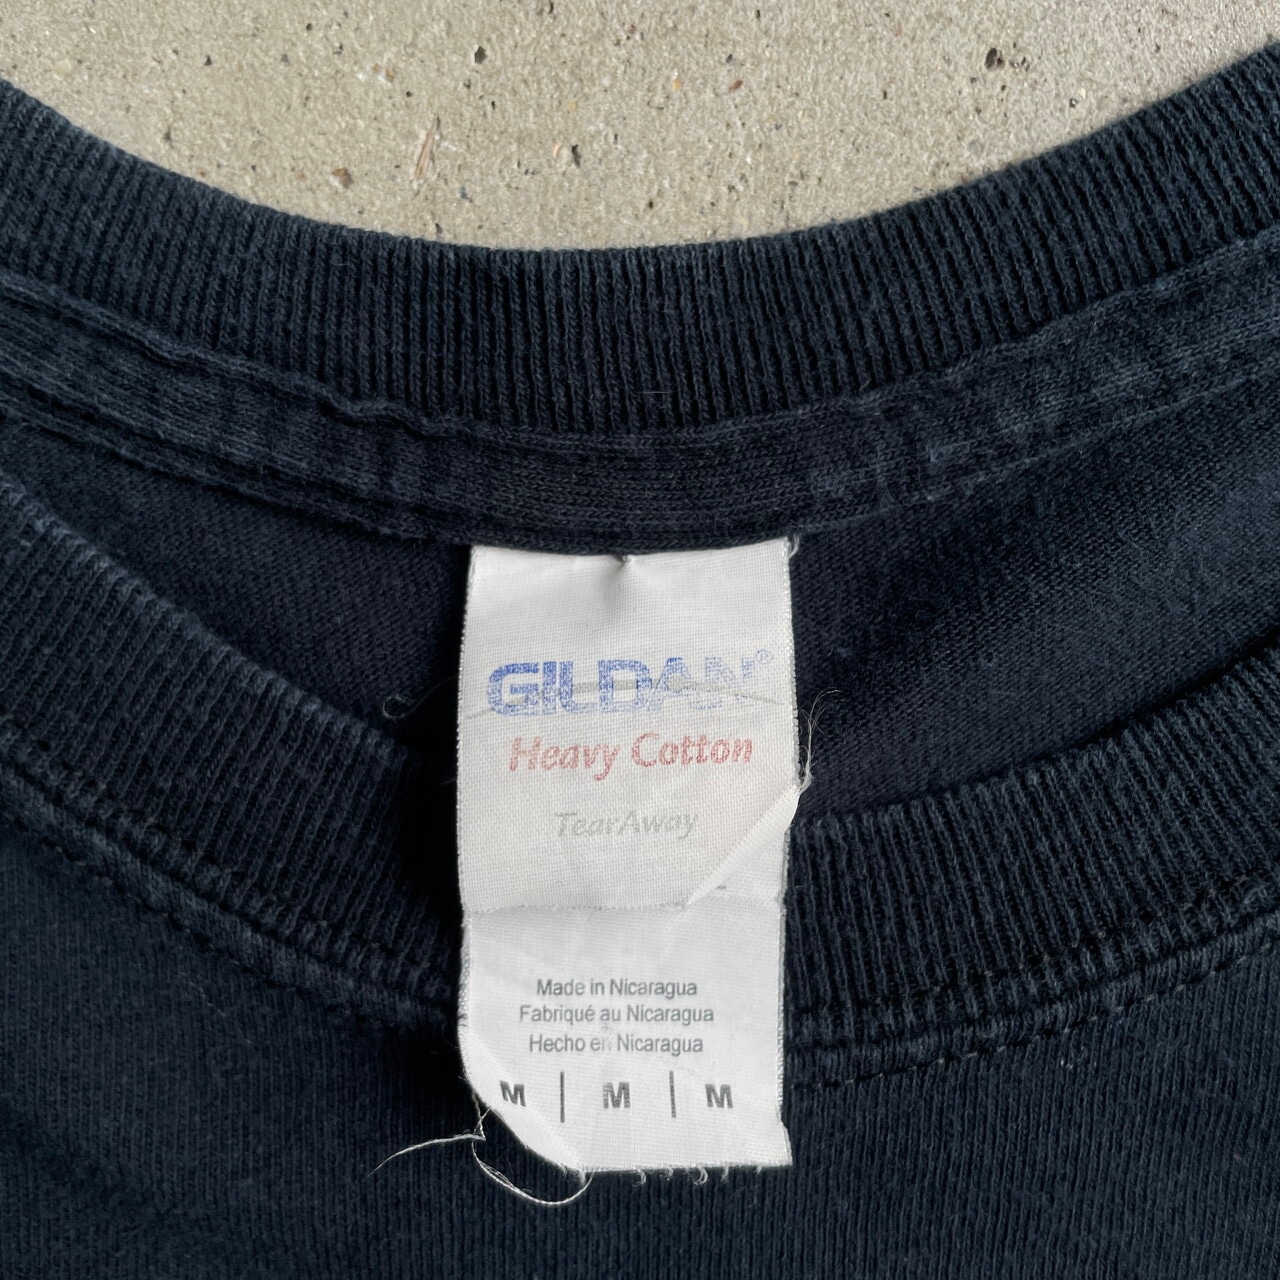 GILDAN®
Heavy Cotton
TearAway
Made in Nicaragua
Fabriqué au Nicaragua
Hecho en Nicaragua
M | M | M